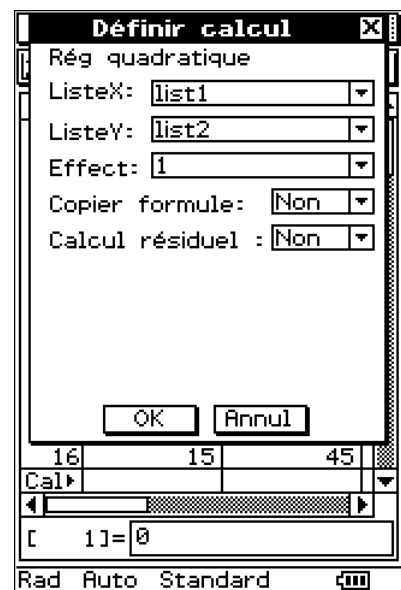 Définir calcul X
Rég quadratique
ListeX: list1
ListeY: list2
Effect: 1
Copier formule: Non
Calcul résiduel : Non
OK Annul
16 15 45
Cal
[ 1]= 0
Rad Auto Standard